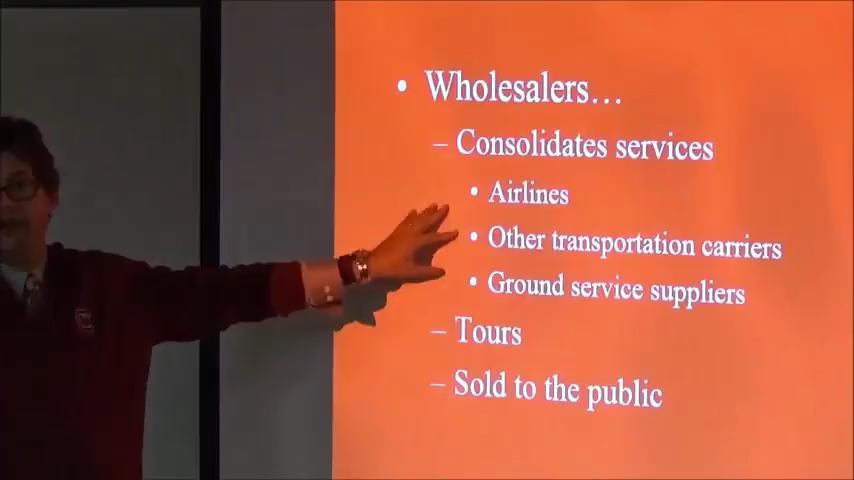 • Wholesalers…
– Consolidates services
• Airlines
• Other transportation carriers
• Ground service suppliers
– Tours
– Sold to the public